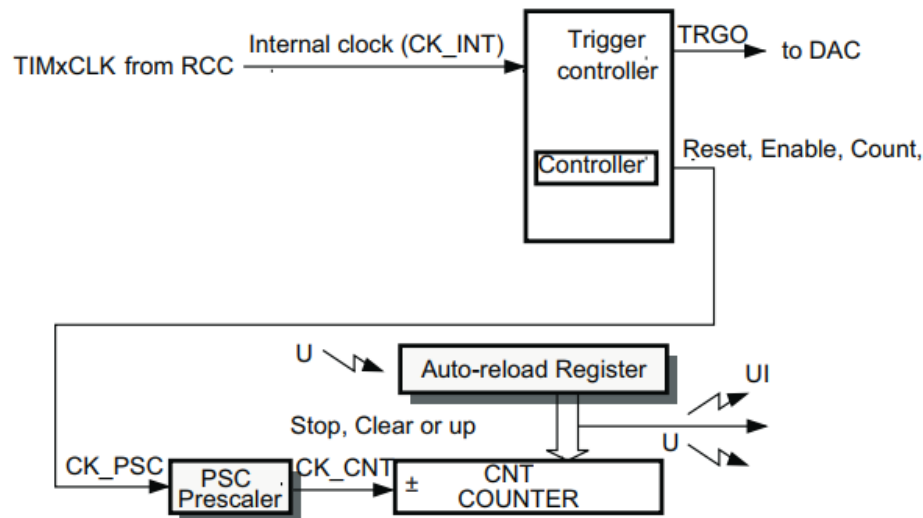 Internal clock (CK_INT)
TIMxCLK from RCC
Trigger
controller
TRGO
to DAC
Controller
Reset, Enable, Count,
U
Auto-reload Register
UI
Stop, Clear or up
U
CK_PSC
PSC
Prescaler
CK_CNT
±
CNT
COUNTER